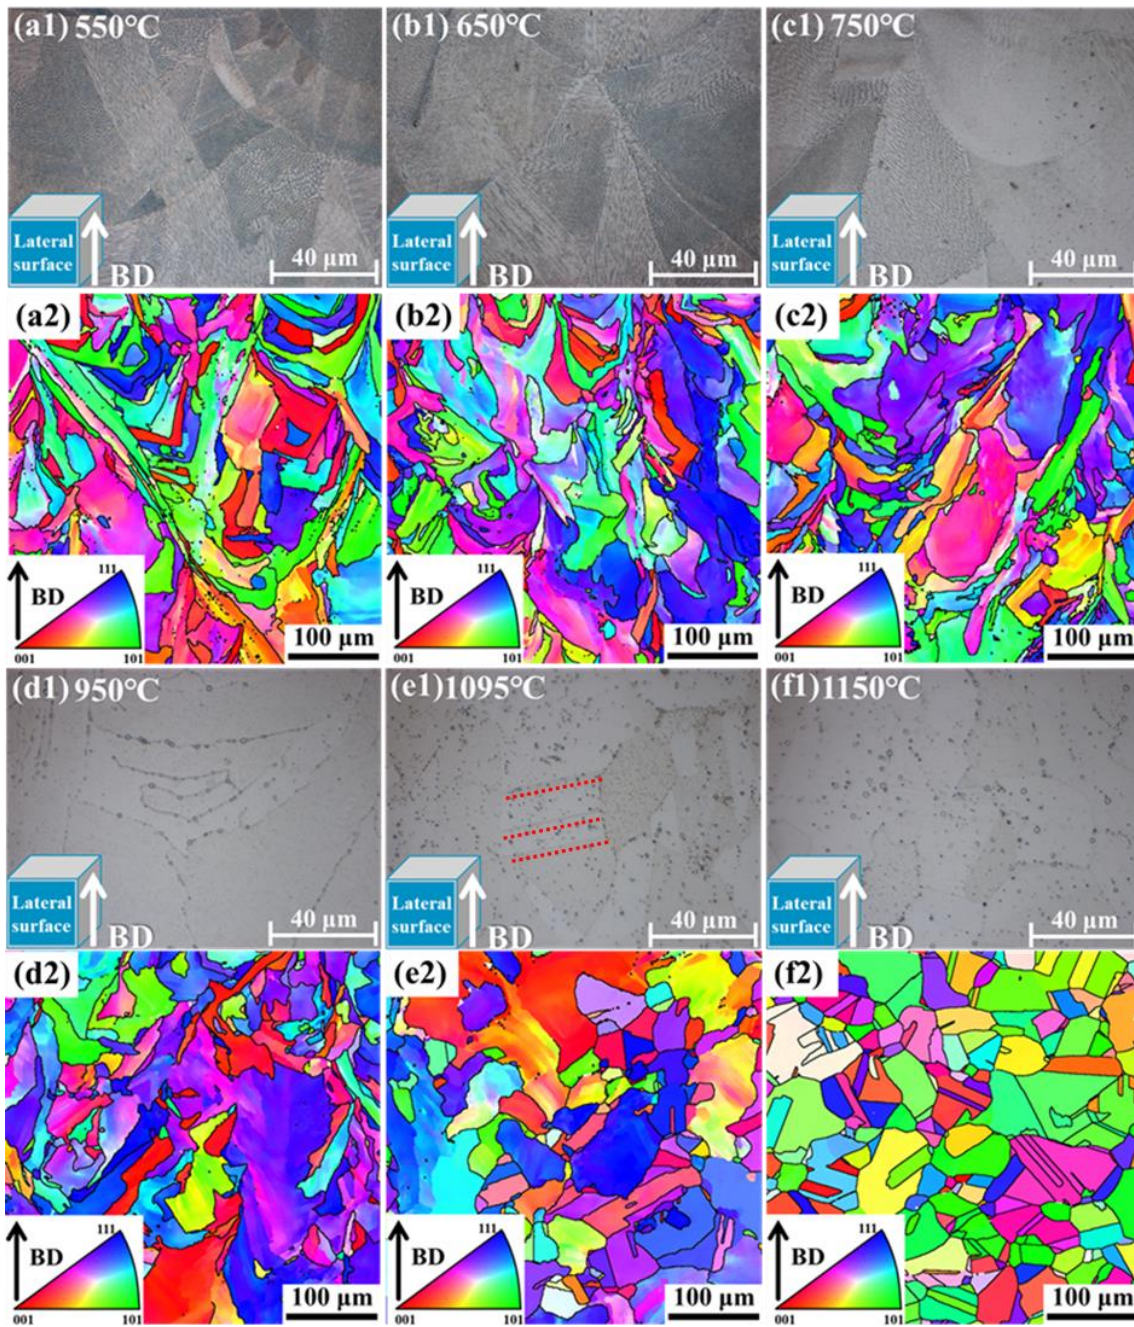 (a1) 550°C
(b1) 650°C
(c1) 750°C
Lateral
surface
BD
40 µm
Lateral
surface
BD
40 µm
Lateral
surface
BD
40 µm
(a2)
(b2)
(c2)
111
BD
001
101
100 µm
111
BD
001
101
100 µm
111
BD
001
101
100 µm
(d1) 950°C
(e1) 1095°C
(f1) 1150°C
Lateral
surface
BD
40 µm
Lateral
surface
BD
40 µm
Lateral
surface
BD
40 µm
(d2)
(e2)
(f2)
111
BD
001
101
100 µm
111
BD
001
101
100 µm
111
BD
001
101
100 µm